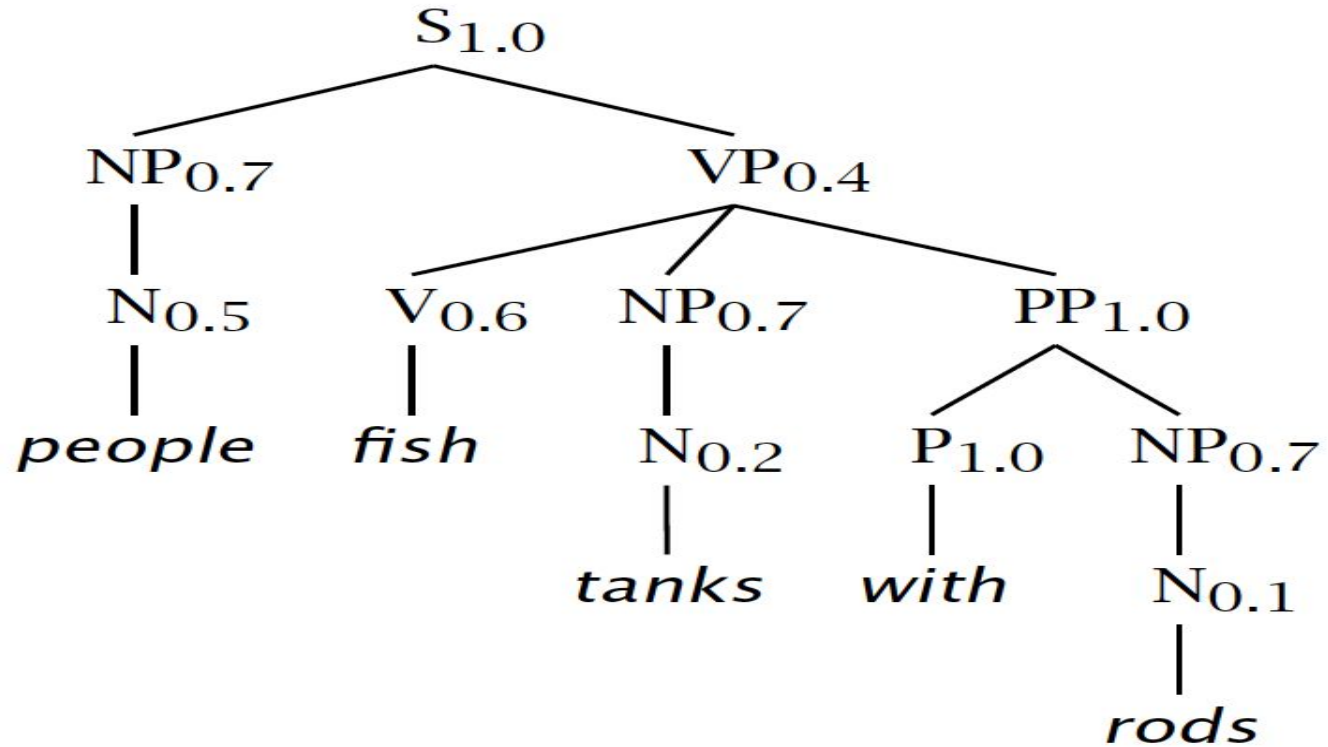 S1.0
NP0.7 VP0.4
N0.5 V0.6 NP0.7 PP1.0
people fish N0.2 P1.0 NP0.7
tanks with N0.1
rods